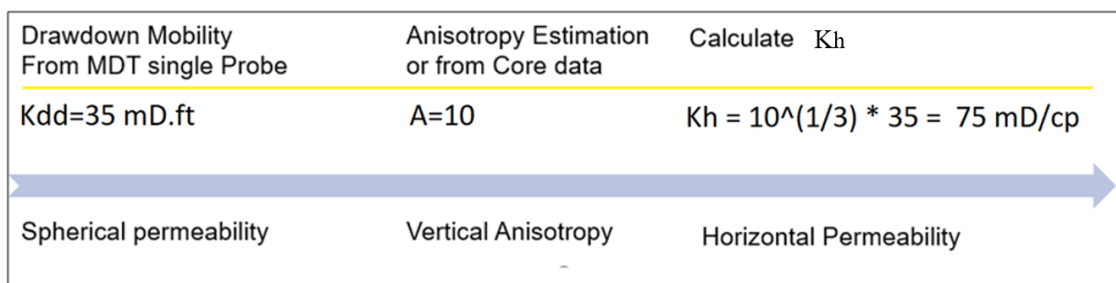 Drawdown Mobility
From MDT single Probe
Anisotropy Estimation
or from Core data
Calculate Kh
Kdd=35 mD.ft
A=10
Kh = 10^(1/3) * 35 = 75 mD/cp
Spherical permeability
Vertical Anisotropy
Horizontal Permeability